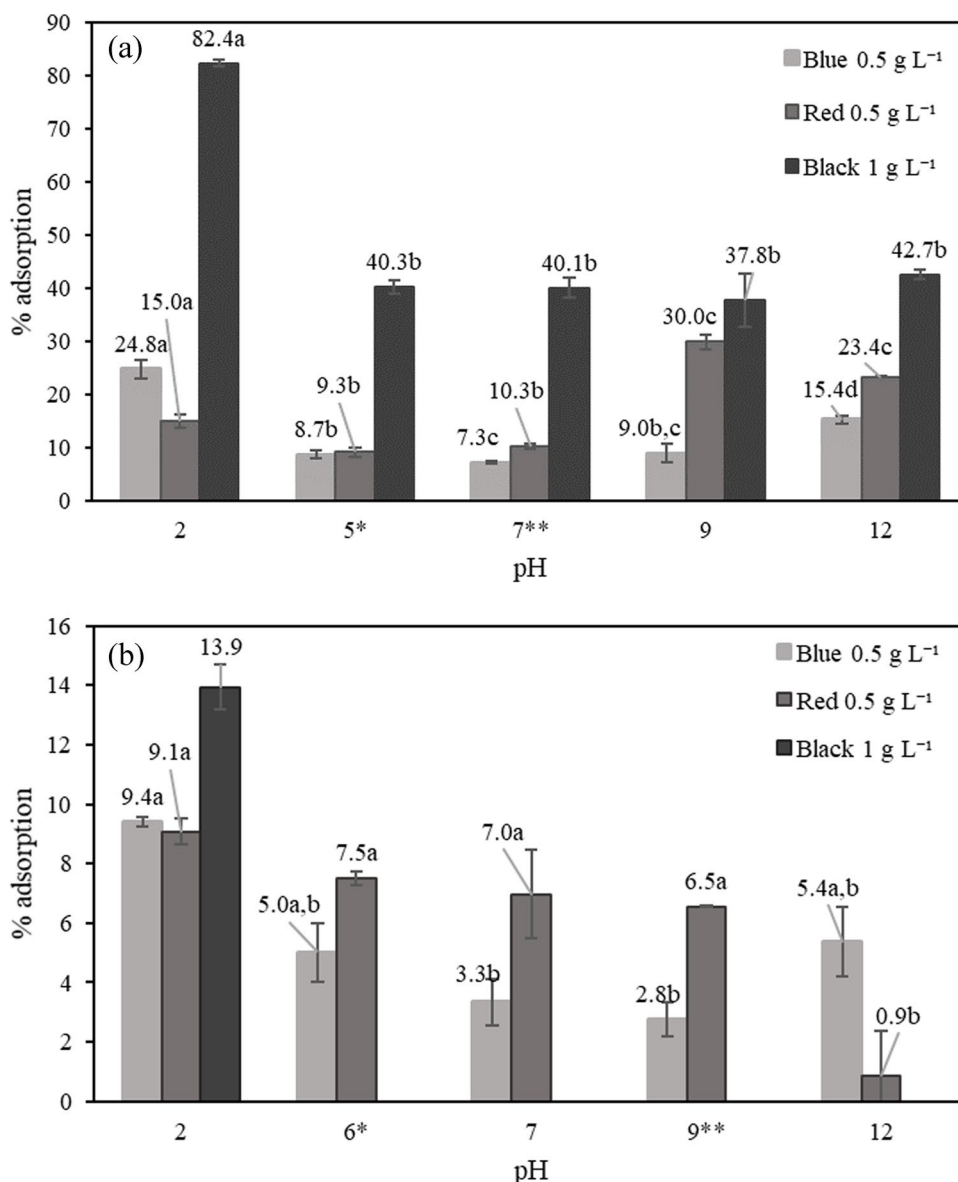 (a)
82.4a
Blue 0.5 g L⁻¹
Red 0.5 g L⁻¹
Black 1 g L⁻¹
% adsorption
90
80
70
60
50
40
30
20
10
0
24.8a
15.0a
8.7b
9.3b
40.3b
7.3c
10.3b
40.1b
9.0b,c
30.0c
37.8b
15.4d
23.4c
42.7b
2
5*
7**
9
12
pH
(b)
13.9
Blue 0.5 g L⁻¹
Red 0.5 g L⁻¹
Black 1 g L⁻¹
% adsorption
16
14
12
10
8
6
4
2
0
9.4a
9.1a
5.0a,b
7.5a
3.3b
7.0a
2.8b
6.5a
5.4a,b
0.9b
2
6*
7
9**
12
pH